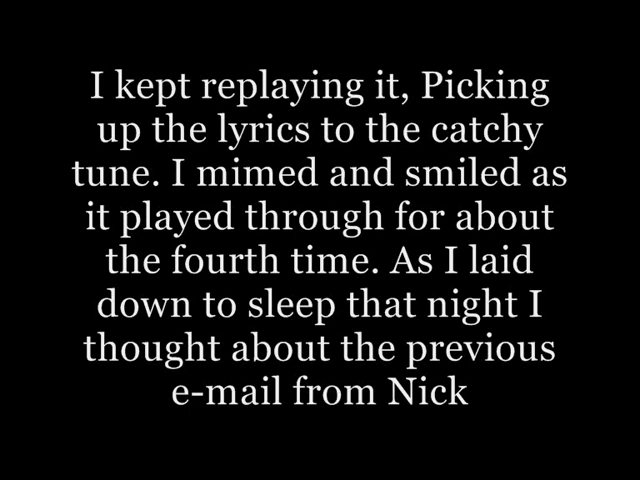 I kept replaying it, Picking
up the lyrics to the catchy
tune. I mimed and smiled as
it played through for about
the fourth time. As I laid
down to sleep that night I
thought about the previous
e-mail from Nick